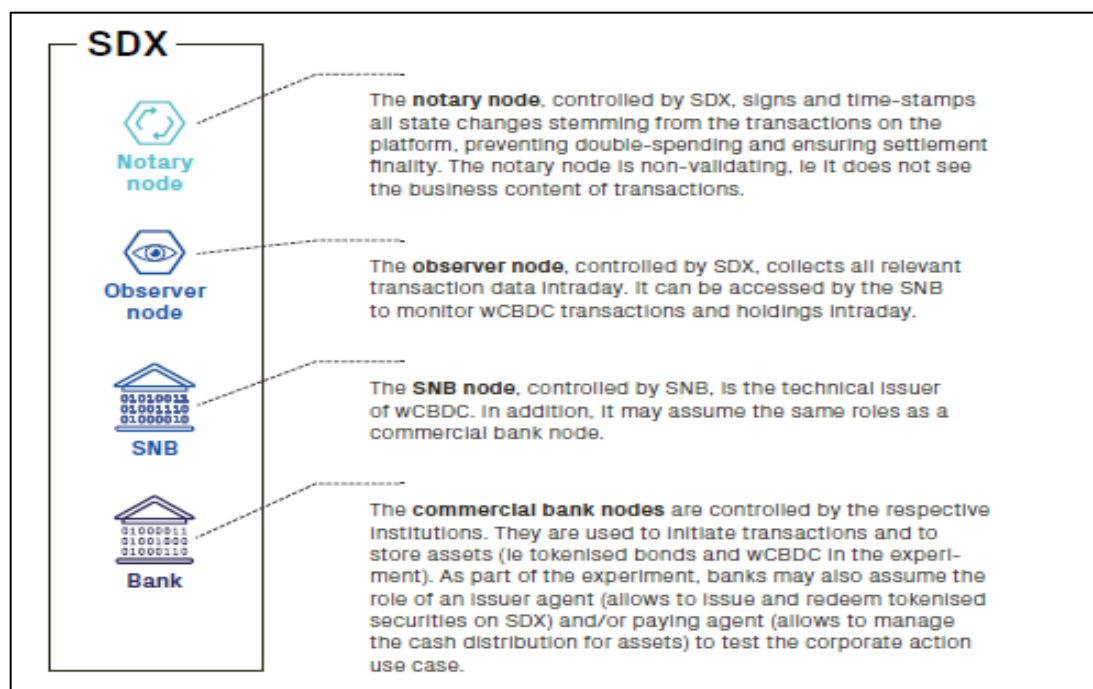 SDX
Notary
node
The notary node, controlled by SDX, signs and time-stamps
all state changes stemming from the transactions on the
platform, preventing double-spending and ensuring settlement
finality. The notary node is non-validating, ie it does not see
the business content of transactions.
Observer
node
The observer node, controlled by SDX, collects all relevant
transaction data intraday. It can be accessed by the SNB
to monitor wCBDC transactions and holdings intraday.
01010011
01001110
01000010
SNB
The SNB node, controlled by SNB, is the technical issuer
of wCBDC. In addition, it may assume the same roles as a
commercial bank node.
01000011
01001000
01000110
Bank
The commercial bank nodes are controlled by the respective
institutions. They are used to initiate transactions and to
store assets (ie tokenised bonds and wCBDC in the experi-
ment). As part of the experiment, banks may also assume the
role of an issuer agent (allows to issue and redeem tokenised
securities on SDX) and/or paying agent (allows to manage
the cash distribution for assets) to test the corporate action
use case.